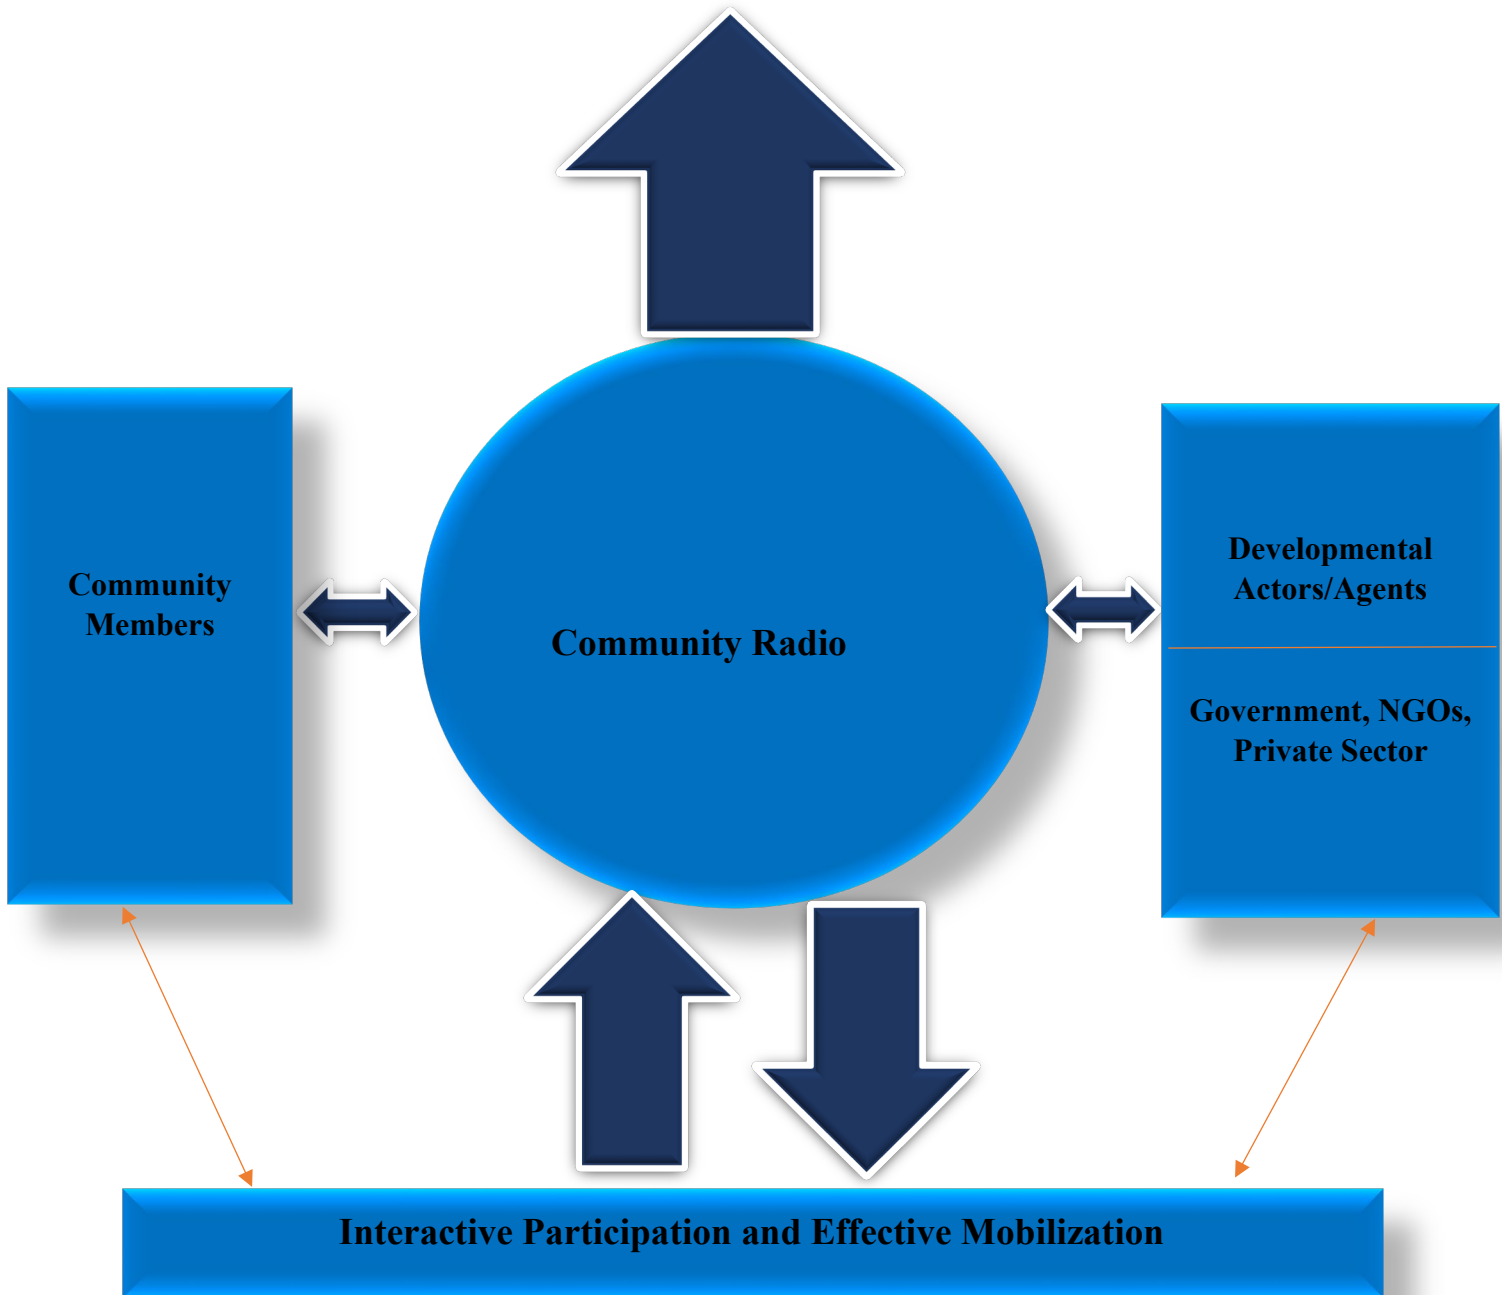 Community
Members
Community Radio
Developmental
Actors/Agents
Government, NGOs,
Private Sector
Interactive Participation and Effective Mobilization